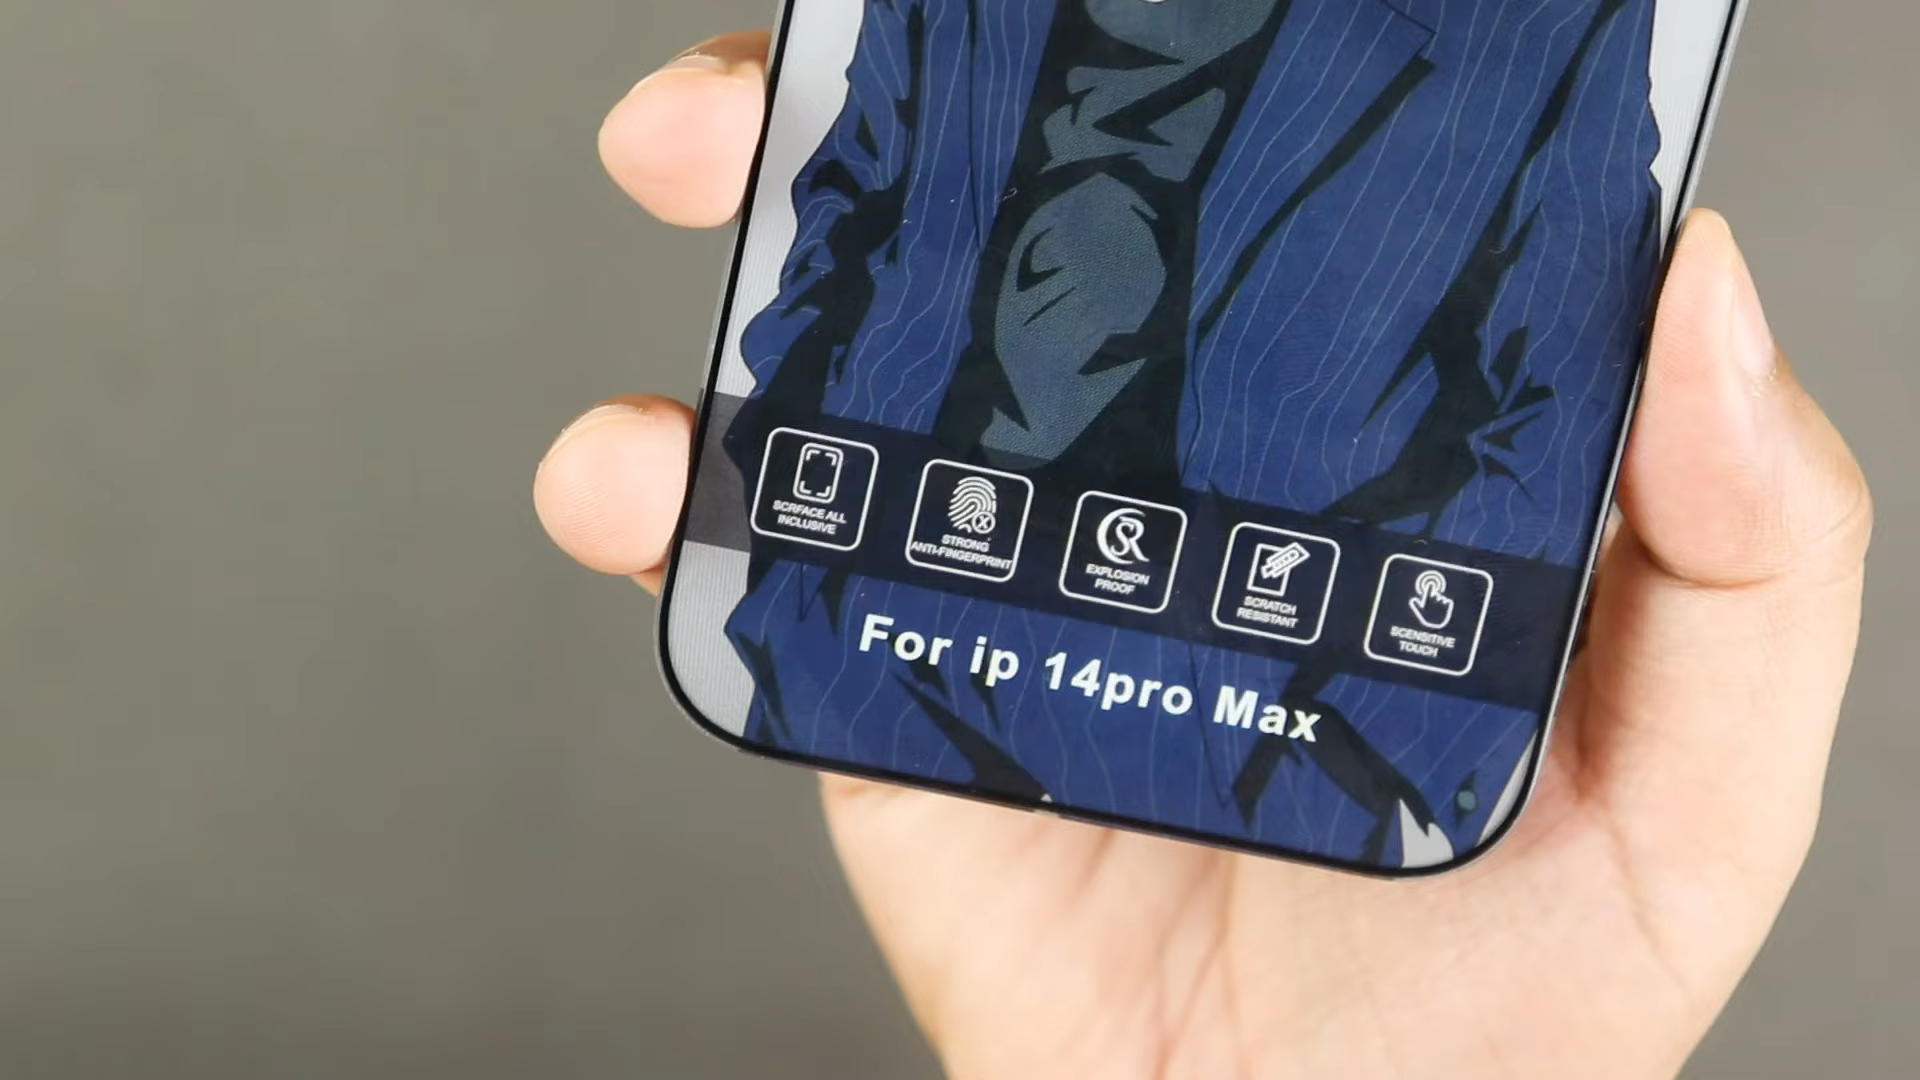 SCRFACE ALL
INCLUSIVE
STRONG
ANTI-FINGERPRINT
EXPLOSION
PROOF
SCRATCH
RESISTANT
SCENSITIVE
TOUCH
For ip 14pro Max